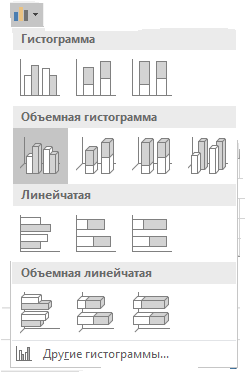 Гистограмма
Объемная гистограмма
Линейчатая
Объемная линейчатая
Другие гистограммы...